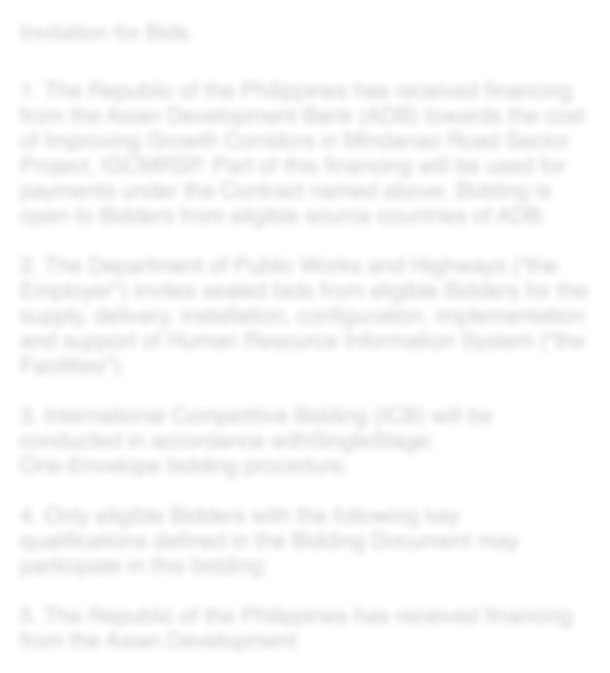 Invitation for Bids
1. The Republic of the Philippines has received financing
from the Asian Development Bank (ADB) towards the cost
of Improving Growth Corridors in Mindanao Road Sector
Project, IGCMRSP. Part of this financing will be used for
payments under the Contract named above. Bidding is
open to Bidders from eligible source countries of ADB.
2. The Department of Public Works and Highways ("the
Employer") invites sealed bids from eligible Bidders for the
supply, delivery, installation, configuration, implementation
and support of Human Resource Information System ("the
Facilities").
3. International Competitive Bidding (ICB) will be
conducted in accordance withSingleStage:
One-Envelope bidding procedure.
4. Only eligible Bidders with the following key
qualifications defined in the Bidding Document may
participate in this bidding:
5. The Republic of the Philippines has received financing
from the Asian Development